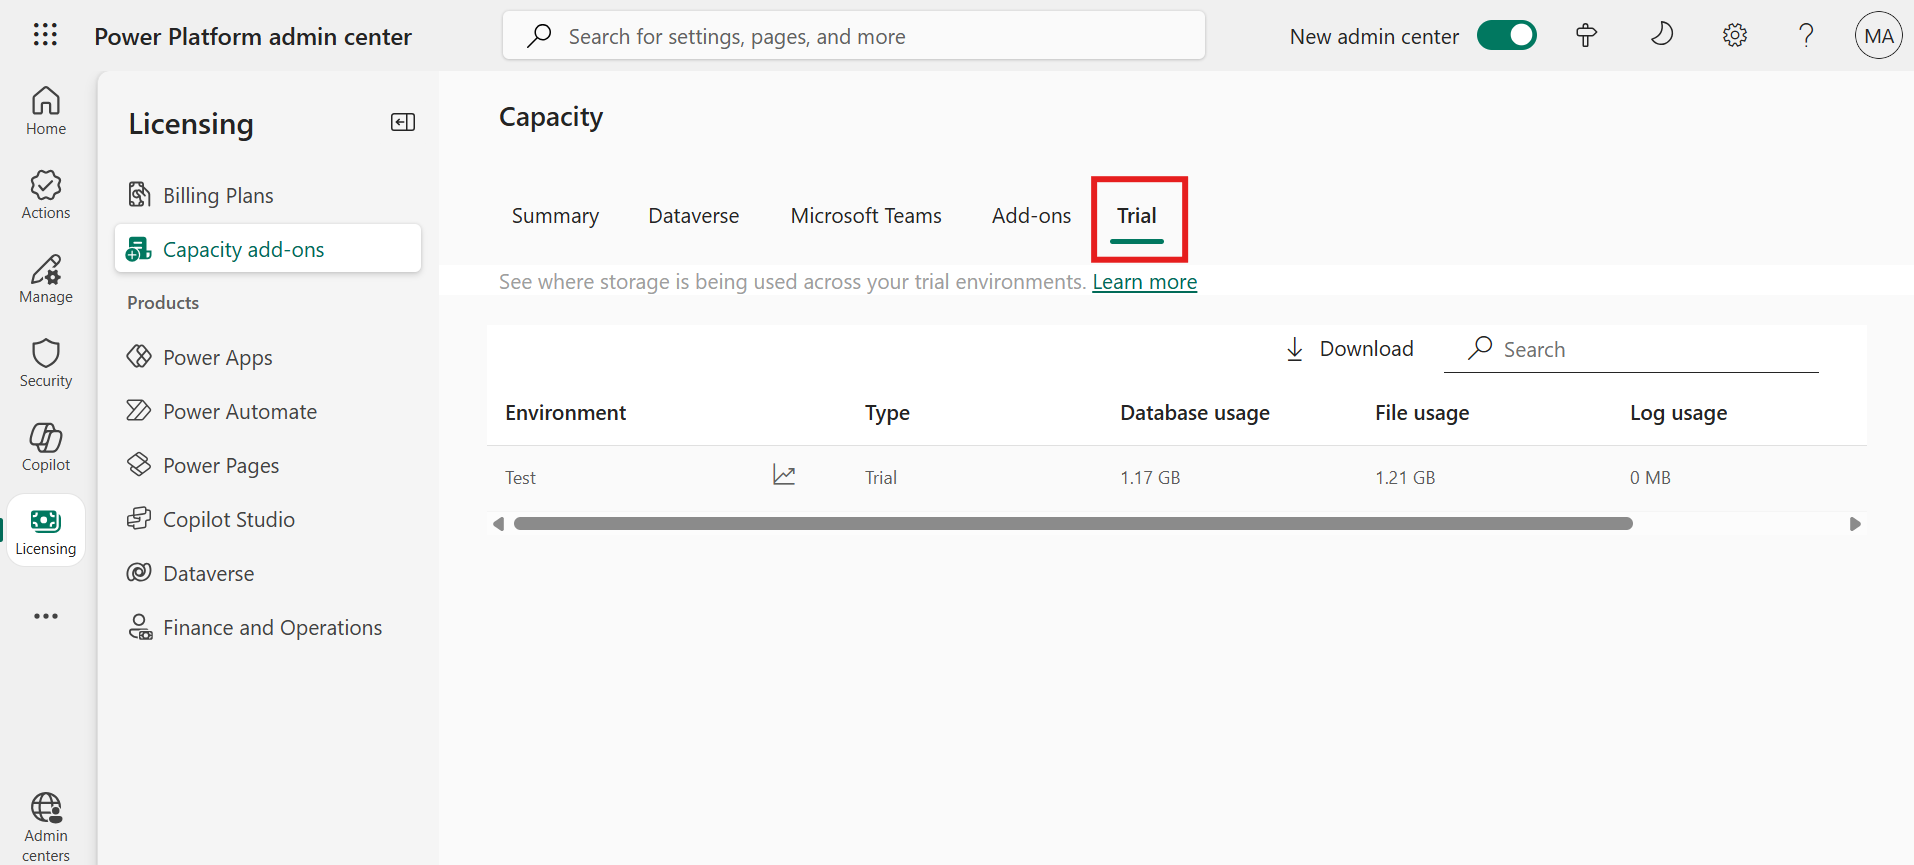 Power Platform admin center
Search for settings, pages, and more
New admin center
MA
Home
Actions
Manage
Security
Copilot
Licensing
Admin
centers
Licensing
Billing Plans
Capacity add-ons
Products
Power Apps
Power Automate
Power Pages
Copilot Studio
Dataverse
Finance and Operations
Capacity
Summary Dataverse Microsoft Teams Add-ons Trial
See where storage is being used across your trial environments. Learn more
Download Search
Environment Type Database usage File usage Log usage
Test Trial 1.17 GB 1.21 GB 0 MB